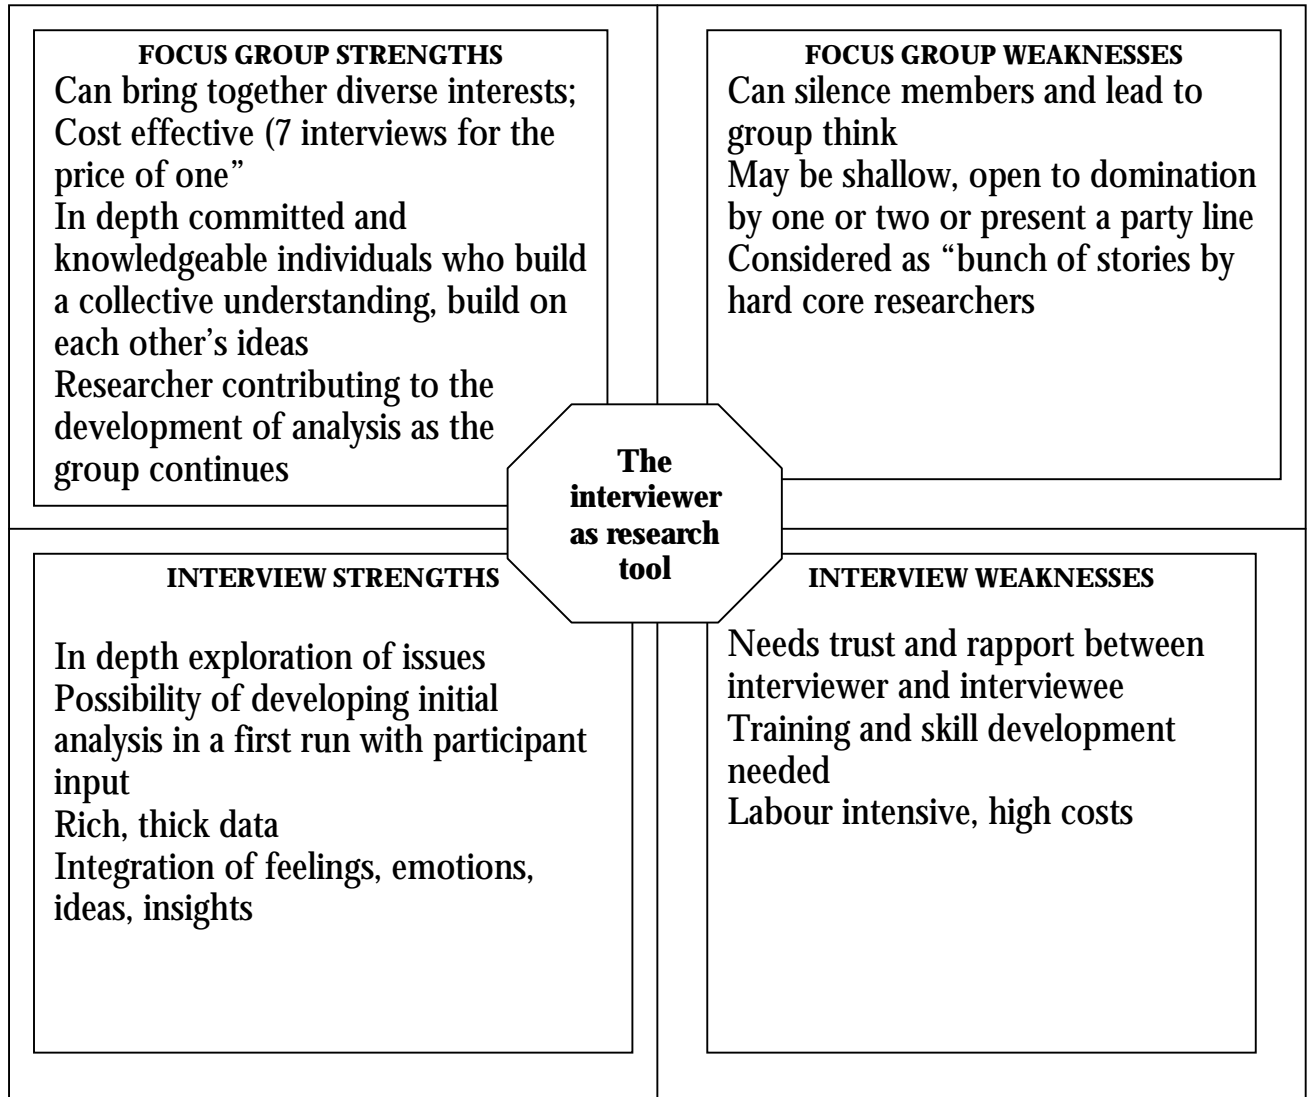 FOCUS GROUP STRENGTHS
Can bring together diverse interests;
Cost effective (7 interviews for the
price of one”
In depth committed and
knowledgeable individuals who build
a collective understanding, build on
each other’s ideas
Researcher contributing to the
development of analysis as the
group continues
FOCUS GROUP WEAKNESSES
Can silence members and lead to
group think
May be shallow, open to domination
by one or two or present a party line
Considered as “bunch of stories by
hard core researchers
The
interviewer
as research
tool
INTERVIEW STRENGTHS
In depth exploration of issues
Possibility of developing initial
analysis in a first run with participant
input
Rich, thick data
Integration of feelings, emotions,
ideas, insights
INTERVIEW WEAKNESSES
Needs trust and rapport between
interviewer and interviewee
Training and skill development
needed
Labour intensive, high costs